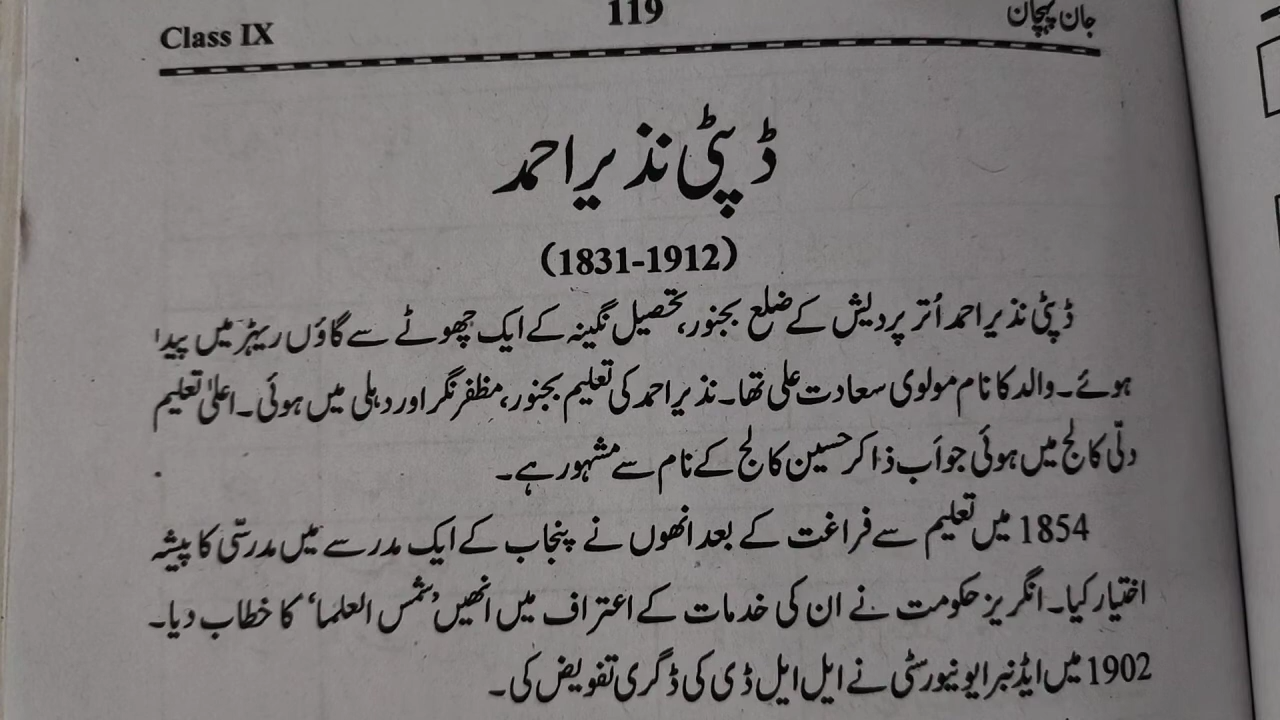 Class IX 119 جان پہچان
ڈپٹی نذیر احمد
(1831-1912)
ڈپٹی نذیر احمد اُتر پردیش کے ضلع بجنور، تحصیل نگینہ کے ایک چھوٹے سے گاؤں ریہڑ میں پیدا
ہوئے۔ والد کا نام مولوی سعادت علی تھا۔ نذیر احمد کی تعلیم بجنور، مظفر نگر اور دہلی میں ہوئی۔ اعلیٰ تعلیم
دلّی کالج میں ہوئی جو اَب ذاکر حسین کالج کے نام سے مشہور ہے۔
1854 میں تعلیم سے فراغت کے بعد انھوں نے پنجاب کے ایک مدرسے میں مدرسّی کا پیشہ
اختیار کیا۔ انگریز حکومت نے ان کی خدمات کے اعتراف میں انھیں ’شمس العلما‘ کا خطاب دیا۔
1902 میں ایڈنبرا یونیورسٹی نے ایل ایل ڈی کی ڈگری تفویض کی۔